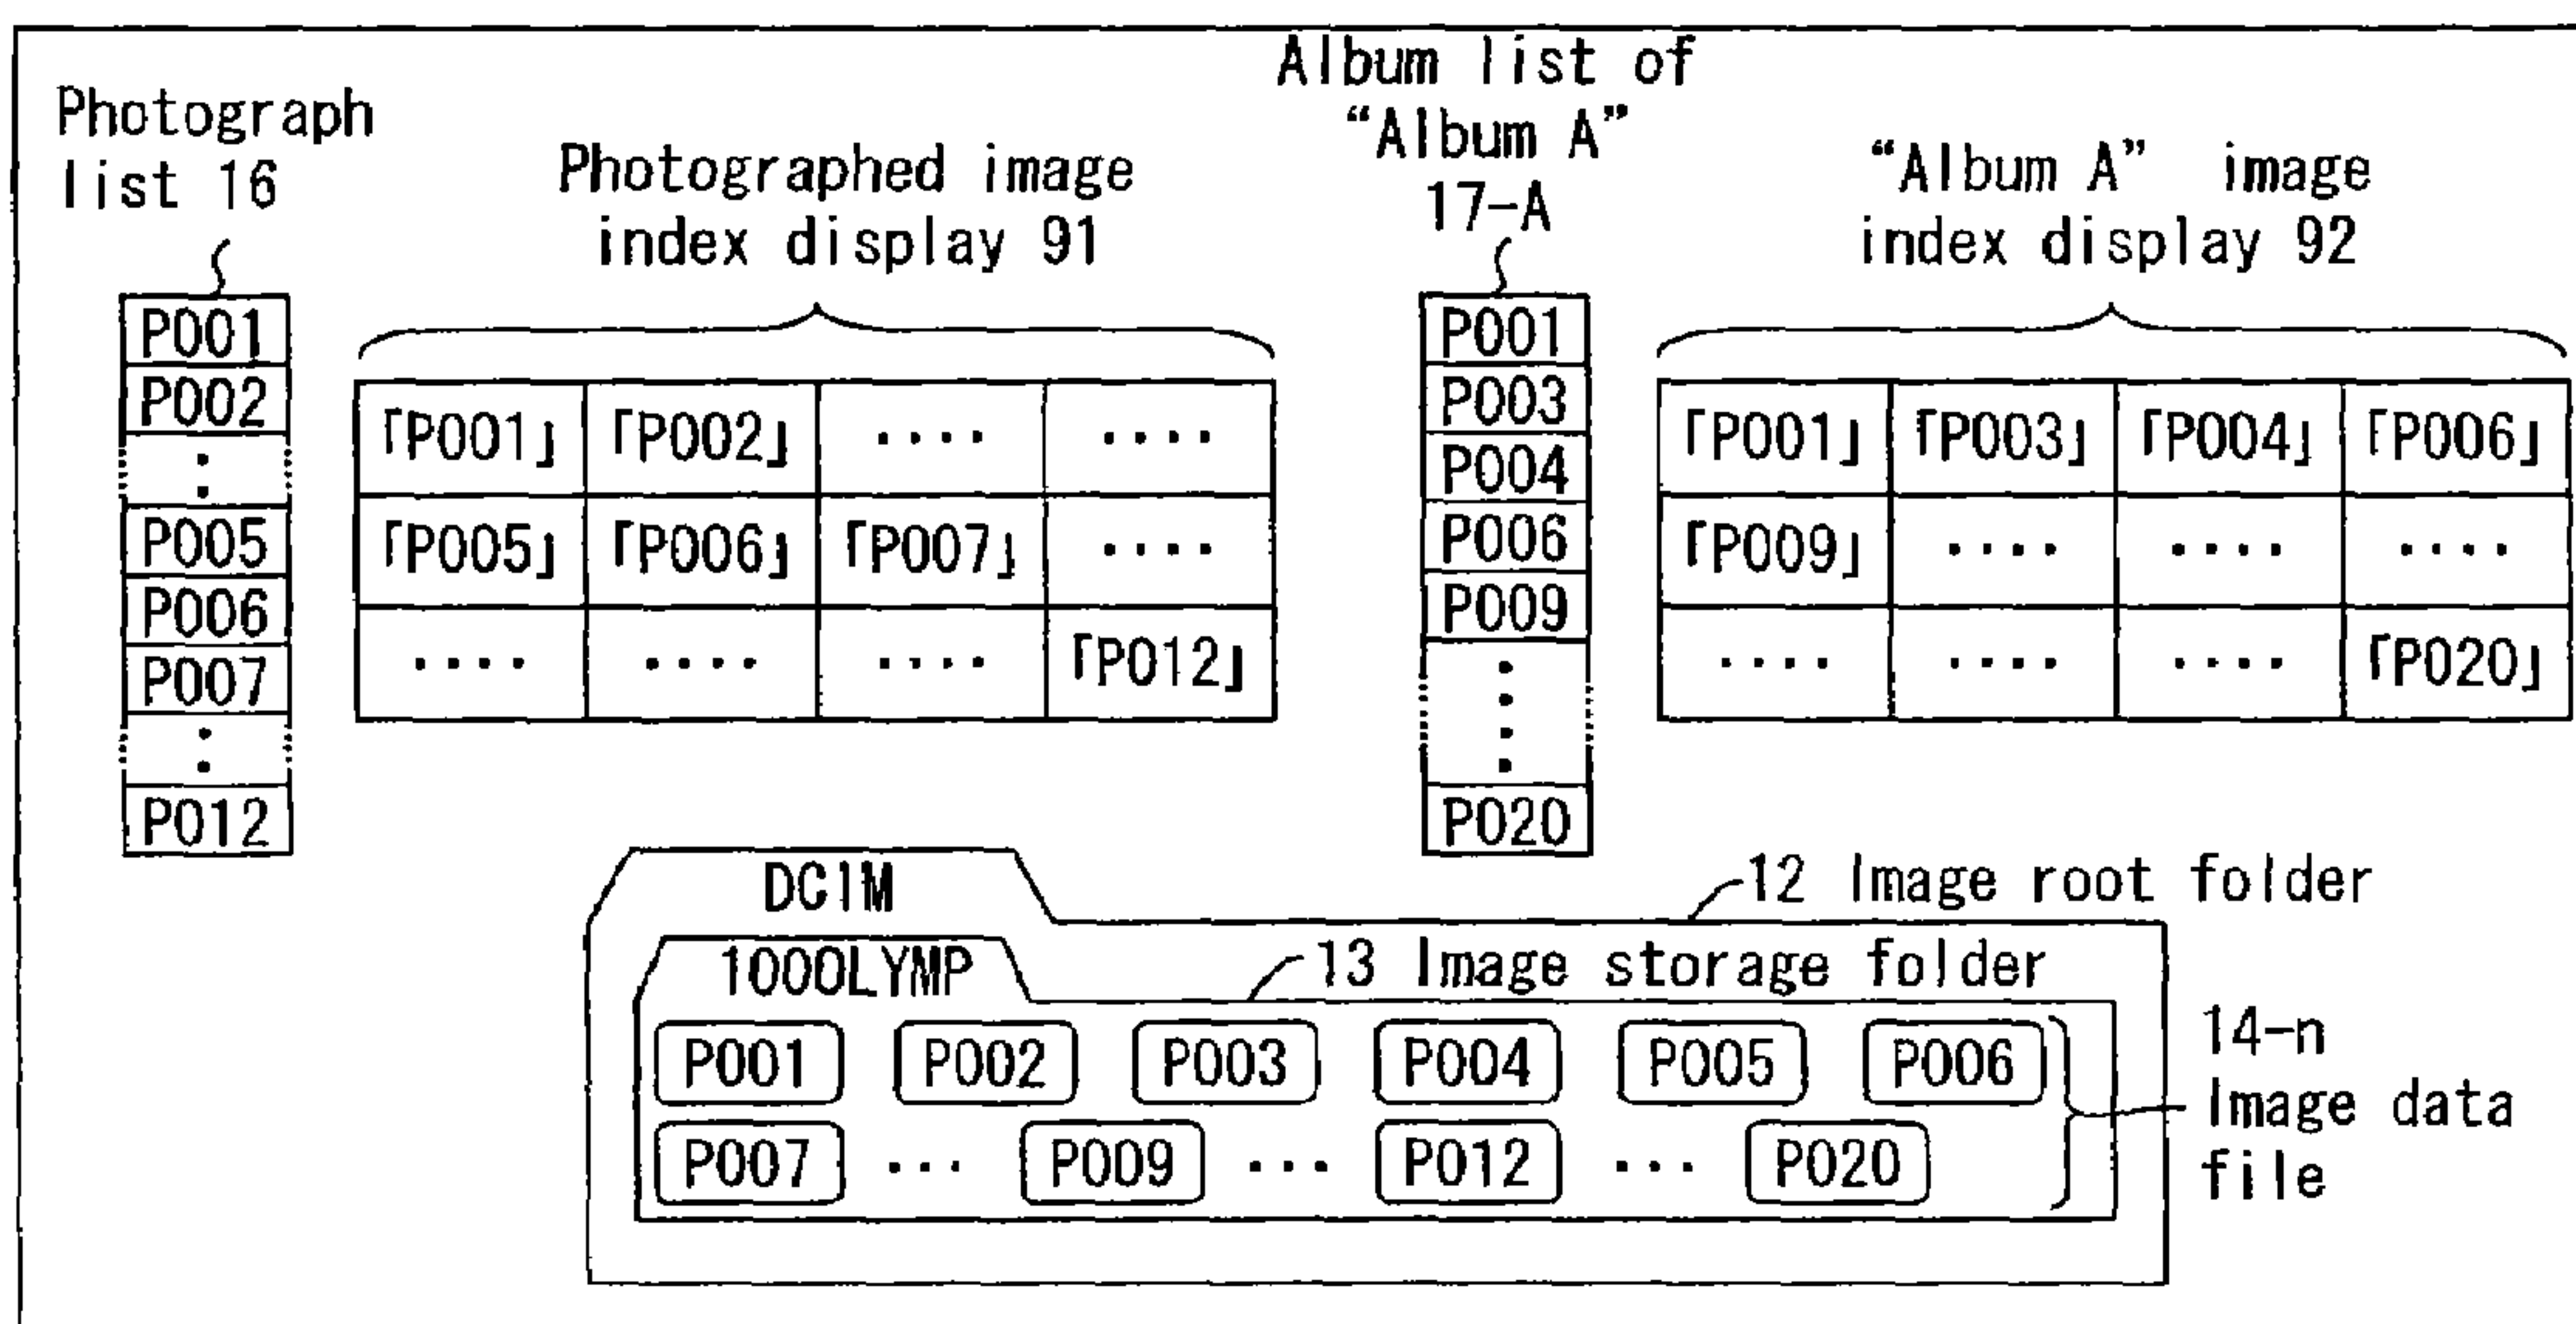 Photograph
list 16
P001
P002
:
P005
P006
P007
:
P012
Photographed image
index display 91
「P001」 「P002」 ‥‥ ‥‥
「P005」 「P006」 「P007」 ‥‥
‥‥ ‥‥ ‥‥ 「P012」
Album list of
“Album A”
17-A
P001
P003
P004
P006
P009
:
:
P020
“Album A” image
index display 92
「P001」 「P003」 「P004」 「P006」
「P009」 ‥‥ ‥‥ ‥‥
‥‥ ‥‥ ‥‥ 「P020」
DCIM
12 Image root folder
100OLYMP
13 Image storage folder
P001 P002 P003 P004 P005 P006
P007 ... P009 ... P012 ... P020
14-n
Image data
file